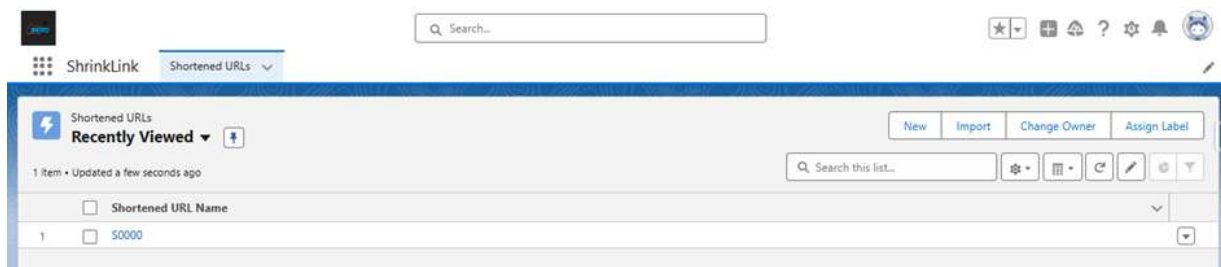 Search...
ShrinkLink Shortened URLs
Shortened URLs
Recently Viewed
New Import Change Owner Assign Label
1 item • Updated a few seconds ago
Search this list...
Shortened URL Name
1 S0000